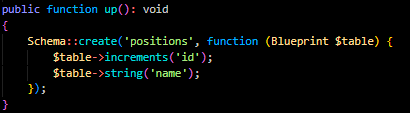 public function up(): void
{
    Schema::create('positions', function (Blueprint $table) {
        $table->increments('id');
        $table->string('name');
    });
}